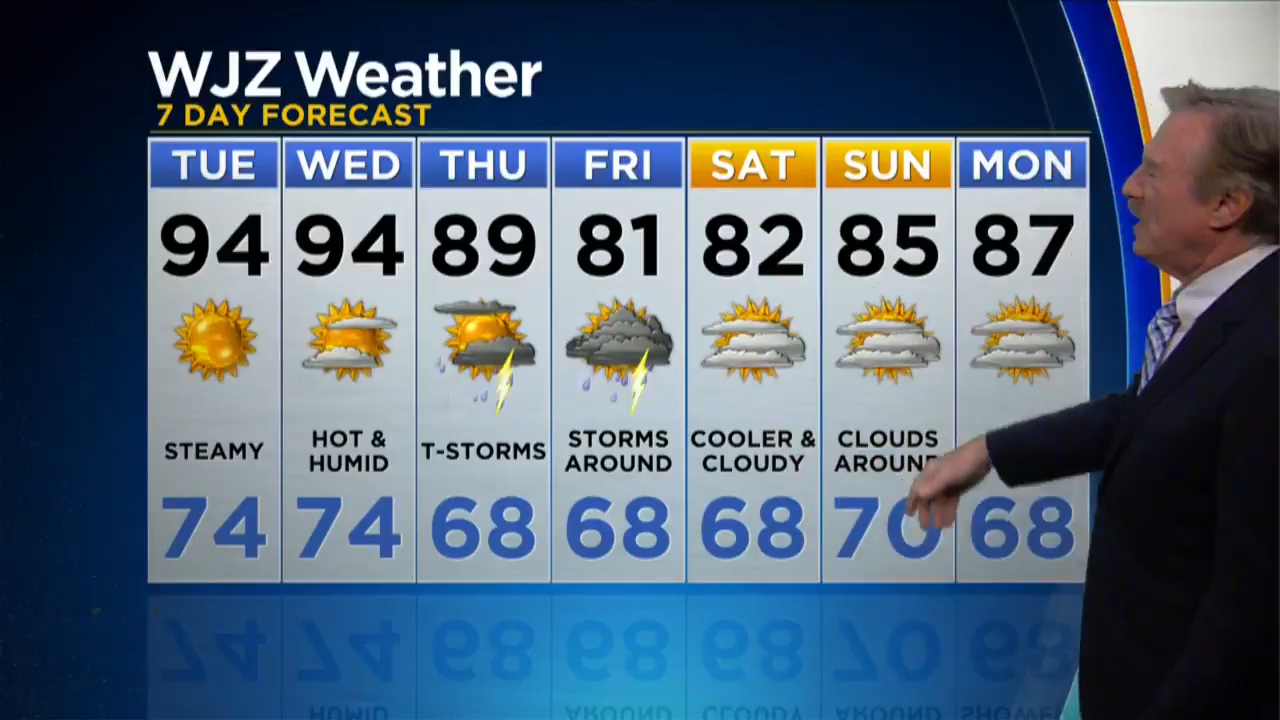 WJZ Weather
7 DAY FORECAST
TUE WED THU FRI SAT SUN MON
94 94 89 81 82 85 87
STEAMY
HOT &
HUMID
T-STORMS
STORMS
AROUND
COOLER &
CLOUDY
CLOUDS
AROUND
74 74 68 68 68 70 68